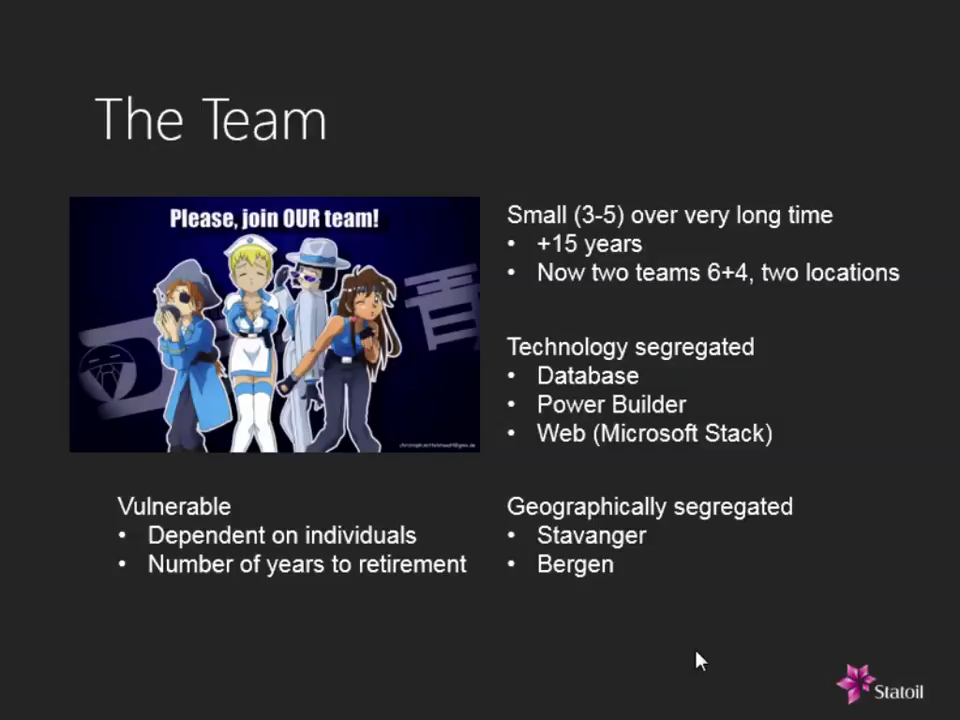 The Team
Please, join OUR team!
Small (3-5) over very long time
• +15 years
• Now two teams 6+4, two locations
Technology segregated
• Database
• Power Builder
• Web (Microsoft Stack)
Vulnerable
• Dependent on individuals
• Number of years to retirement
Geographically segregated
• Stavanger
• Bergen
Statoil